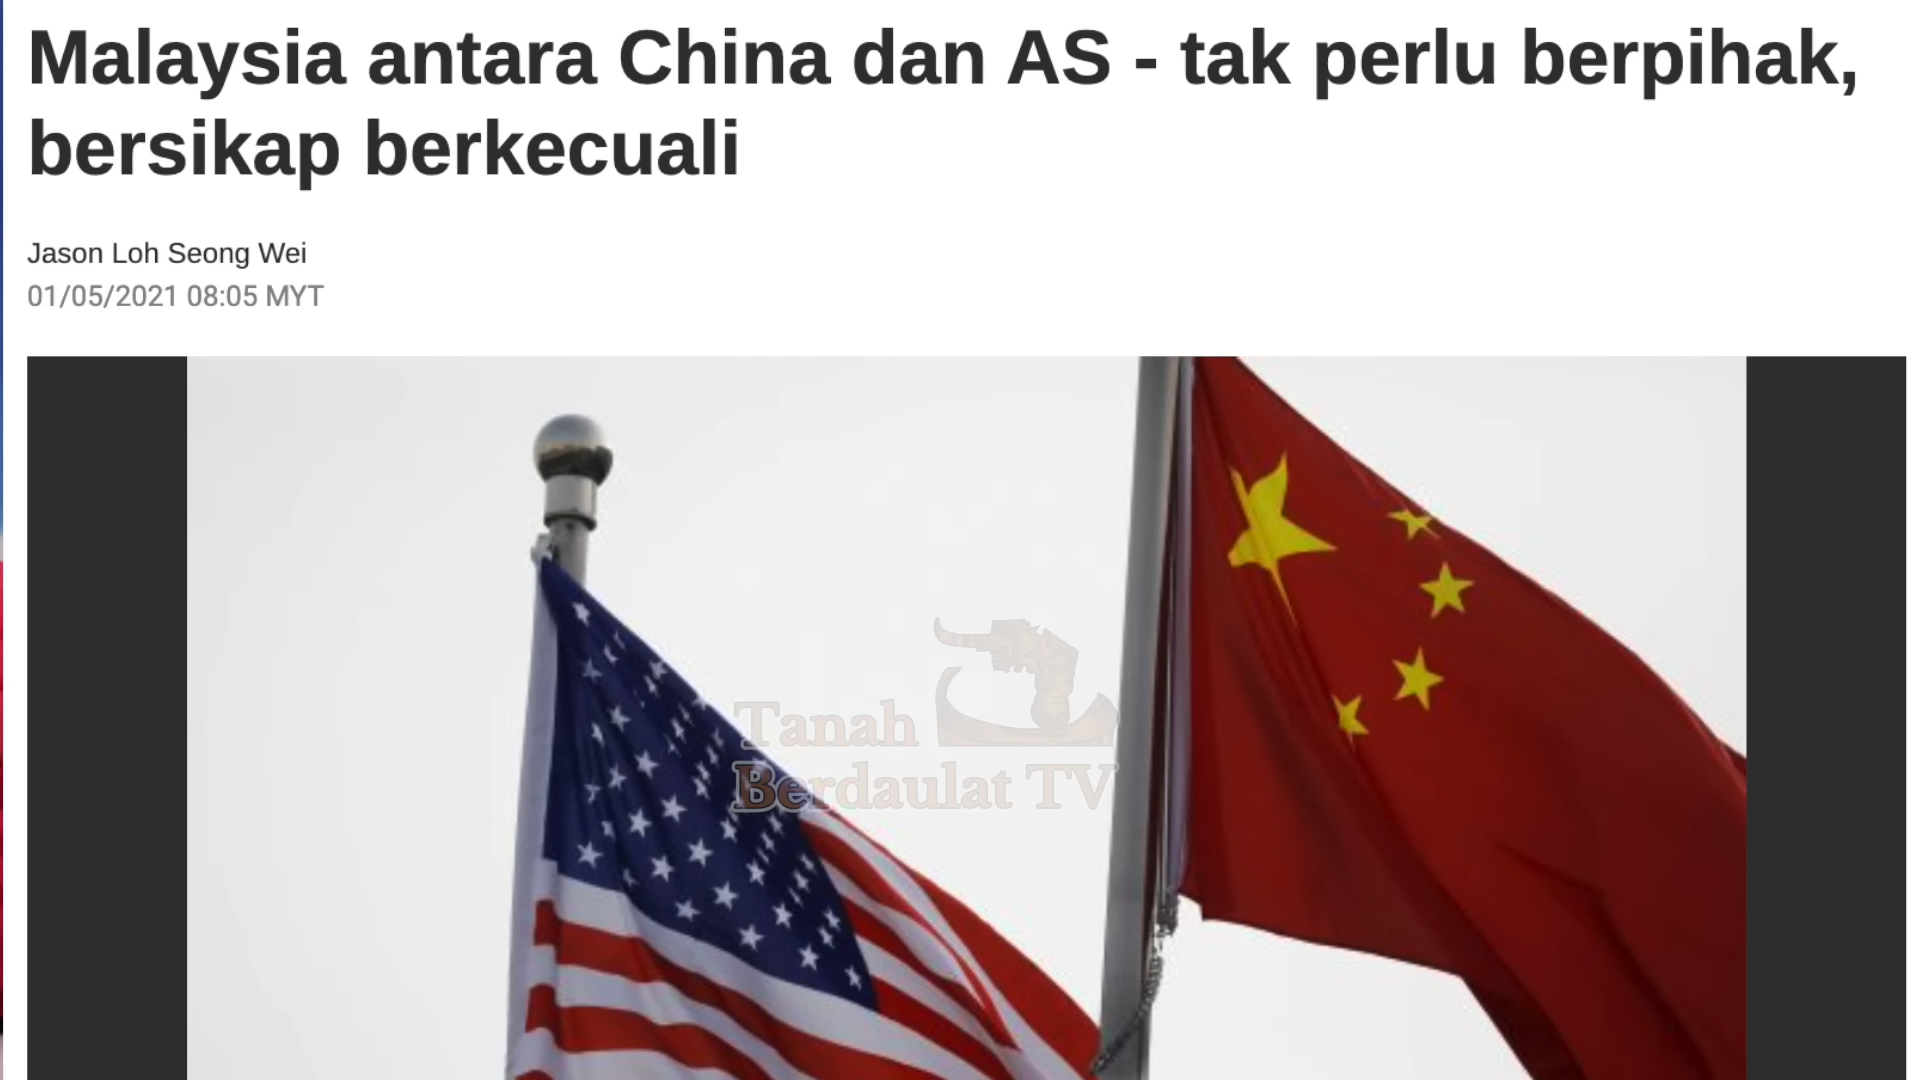 Malaysia antara China dan AS - tak perlu berpihak,
bersikap berkecuali
Jason Loh Seong Wei
01/05/2021 08:05 MYT
Tanah
Berdaulat TV